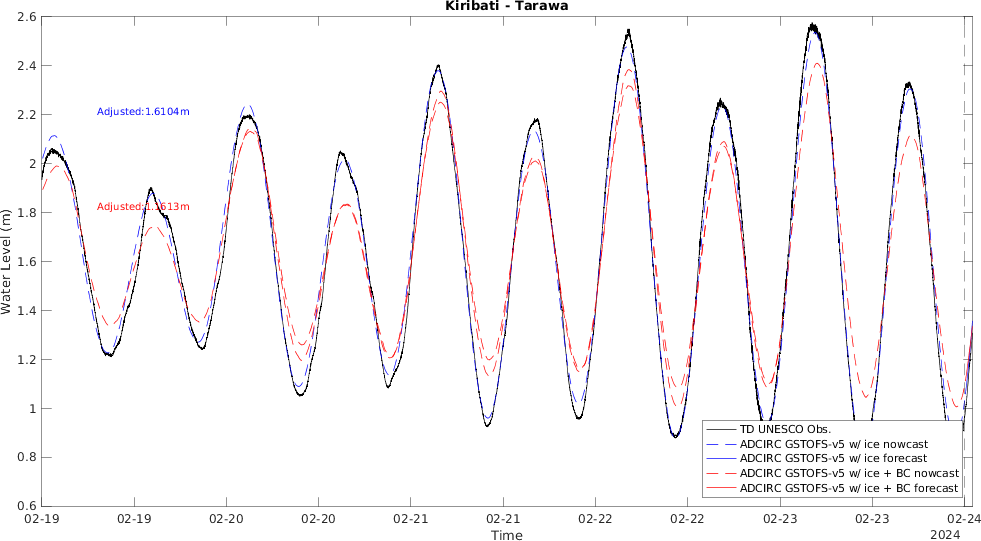 Kiribati - Tarawa
2.6
2.4
2.2
2
1.8
1.6
1.4
1.2
1
0.8
0.6
Water Level (m)
Adjusted:1.6104m
TD UNESCO Obs.
ADCIRC GSTOFS-v5 w/ ice nowcast
ADCIRC GSTOFS-v5 w/ ice forecast
ADCIRC GSTOFS-v5 w/ ice + BC nowcast
ADCIRC GSTOFS-v5 w/ ice + BC forecast
02-19 02-19 02-20 02-20 02-21 02-21 02-22 02-22 02-23 02-23 02-24
Time
2024